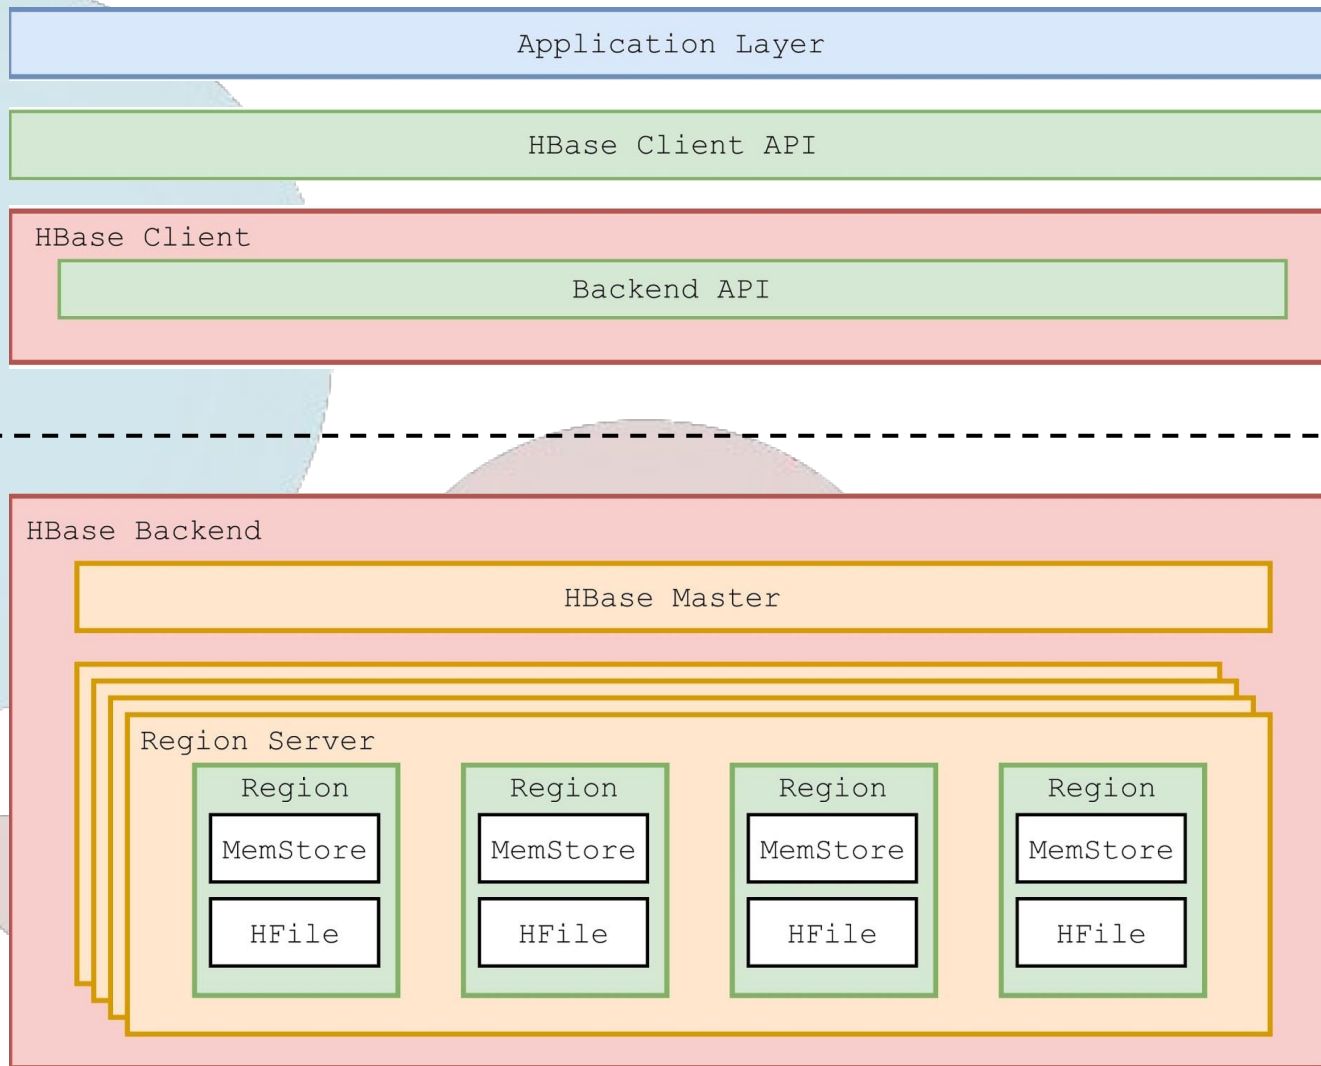 Application Layer
HBase Client API
HBase Client
Backend API
HBase Backend
HBase Master
Region Server
Region Region Region Region
MemStore MemStore MemStore MemStore
HFile HFile HFile HFile